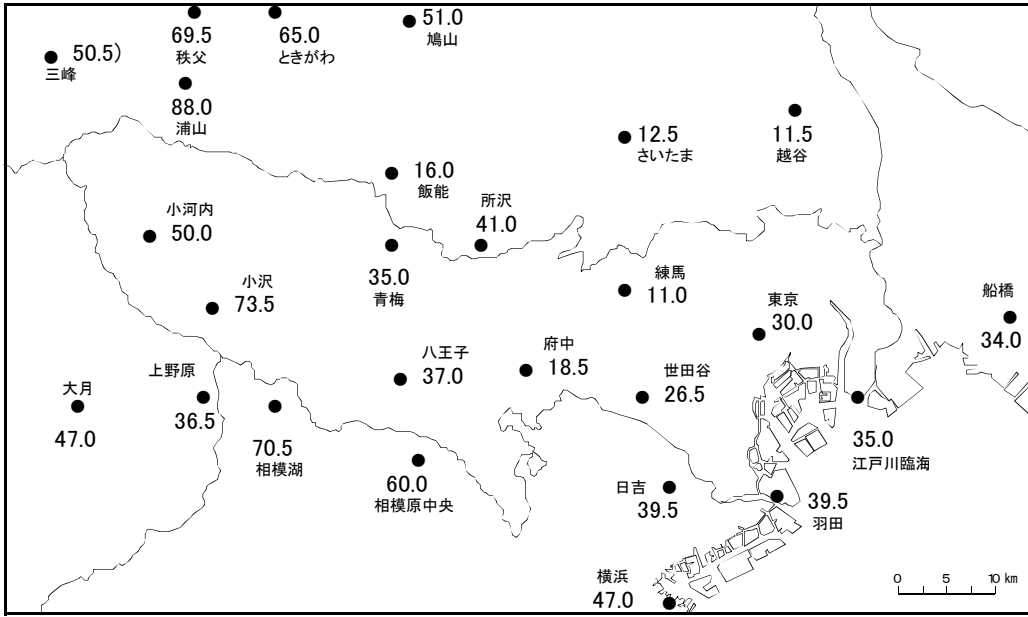 51.0
鳩山
69.5
秩父
65.0
ときがわ
50.5)
三峰
88.0
浦山
12.5
さいたま
11.5
越谷
16.0
飯能
所沢
41.0
小河内
50.0
35.0
青梅
小沢
73.5
練馬
11.0
東京
30.0
船橋
34.0
八王子
37.0
府中
18.5
世田谷
26.5
上野原
36.5
大月
47.0
70.5
相模湖
60.0
相模原中央
35.0
江戸川臨海
日吉
39.5
39.5
羽田
横浜
47.0
0 5 10 km